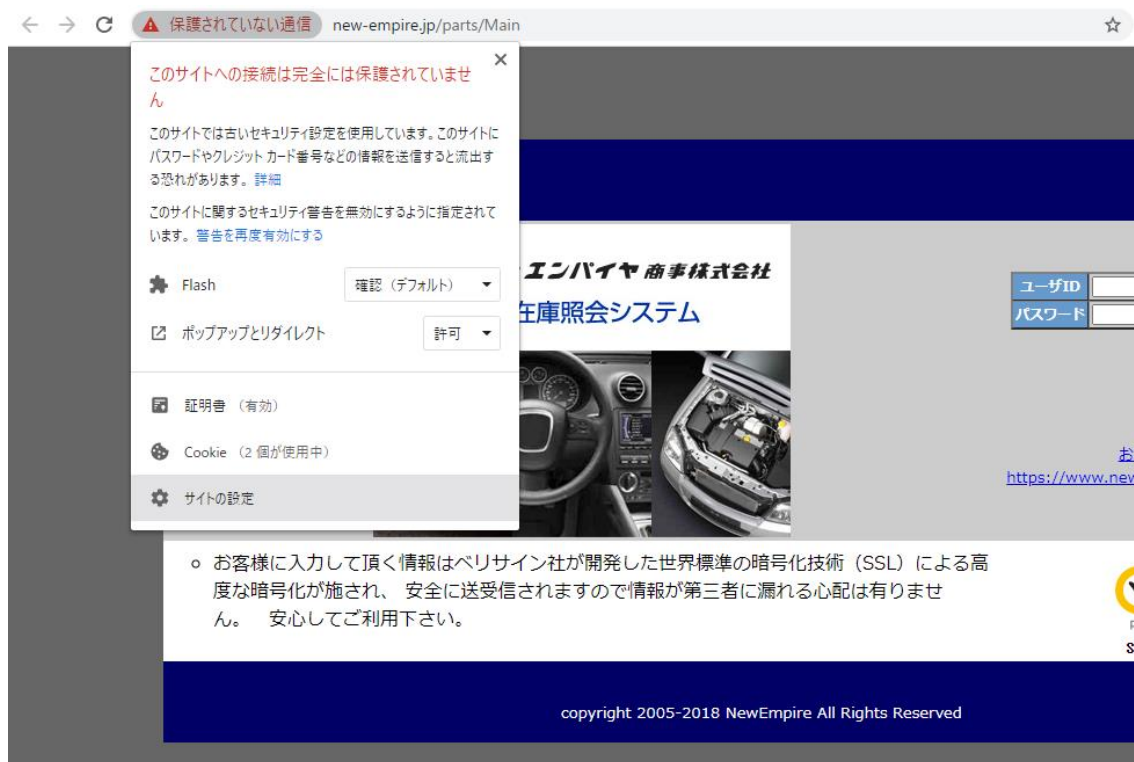 保護されていない通信 new-empire.jp/parts/Main
このサイトへの接続は完全には保護されていませ
ん
このサイトでは古いセキュリティ設定を使用しています。このサイトに
パスワードやクレジット カード番号などの情報を送信すると流出す
る恐れがあります。詳細
このサイトに関するセキュリティ警告を無効にするように指定されて
います。警告を再度有効にする
Flash 確認（デフォルト）
ポップアップとリダイレクト 許可
証明書 （有効）
Cookie （2 個が使用中）
サイトの設定
エンパイヤ 商事株式会社
在庫照会システム
ユーザID
パスワード
お
https://www.new
お客様に入力して頂く情報はベリサイン社が開発した世界標準の暗号化技術（SSL）による高
度な暗号化が施され、 安全に送受信されますので情報が第三者に漏れる心配は有りませ
ん。 安心してご利用下さい。
copyright 2005-2018 NewEmpire All Rights Reserved